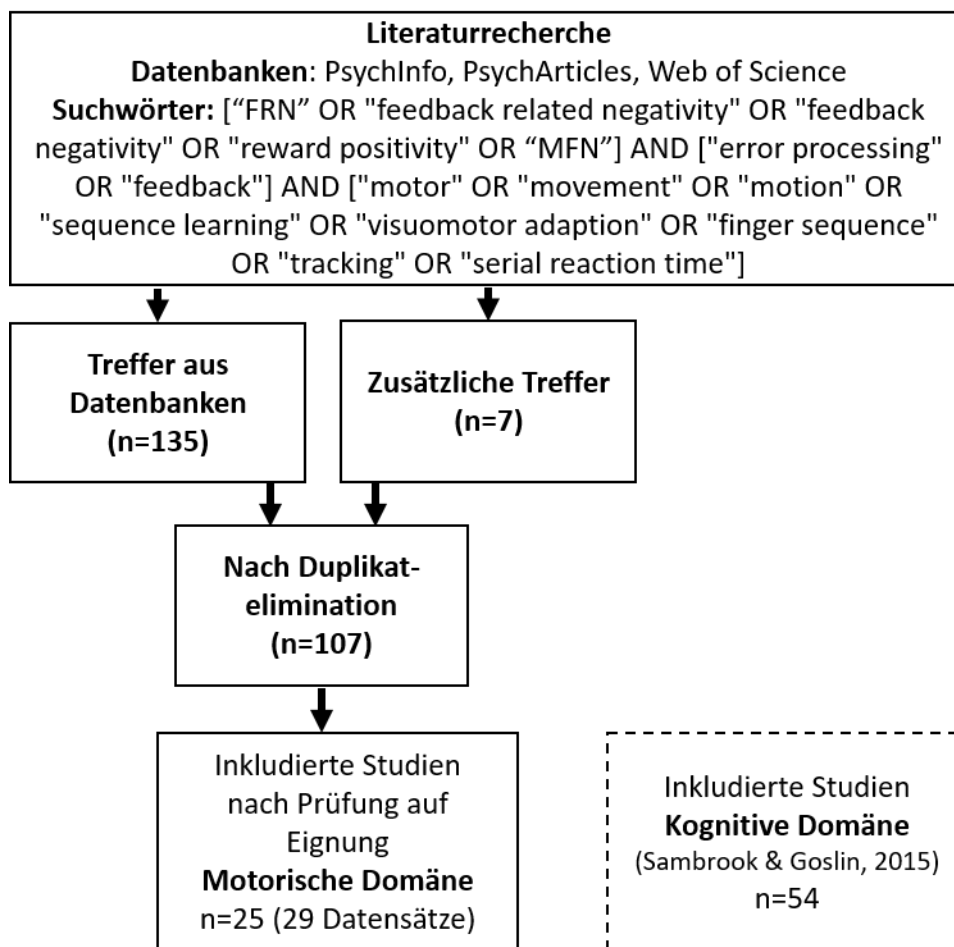 Literaturrecherche
Datenbanken: PsychInfo, PsychArticles, Web of Science
Suchwörter: [“FRN” OR "feedback related negativity" OR "feedback
negativity" OR "reward positivity" OR “MFN”] AND ["error processing"
OR "feedback"] AND ["motor" OR "movement" OR "motion" OR
"sequence learning" OR "visuomotor adaption" OR "finger sequence"
OR "tracking" OR "serial reaction time"]
Treffer aus
Datenbanken
(n=135)
Zusätzliche Treffer
(n=7)
Nach Duplikat-
elimination
(n=107)
Inkludierte Studien
nach Prüfung auf
Eignung
Motorische Domäne
n=25 (29 Datensätze)
Inkludierte Studien
Kognitive Domäne
(Sambrook & Goslin, 2015)
n=54